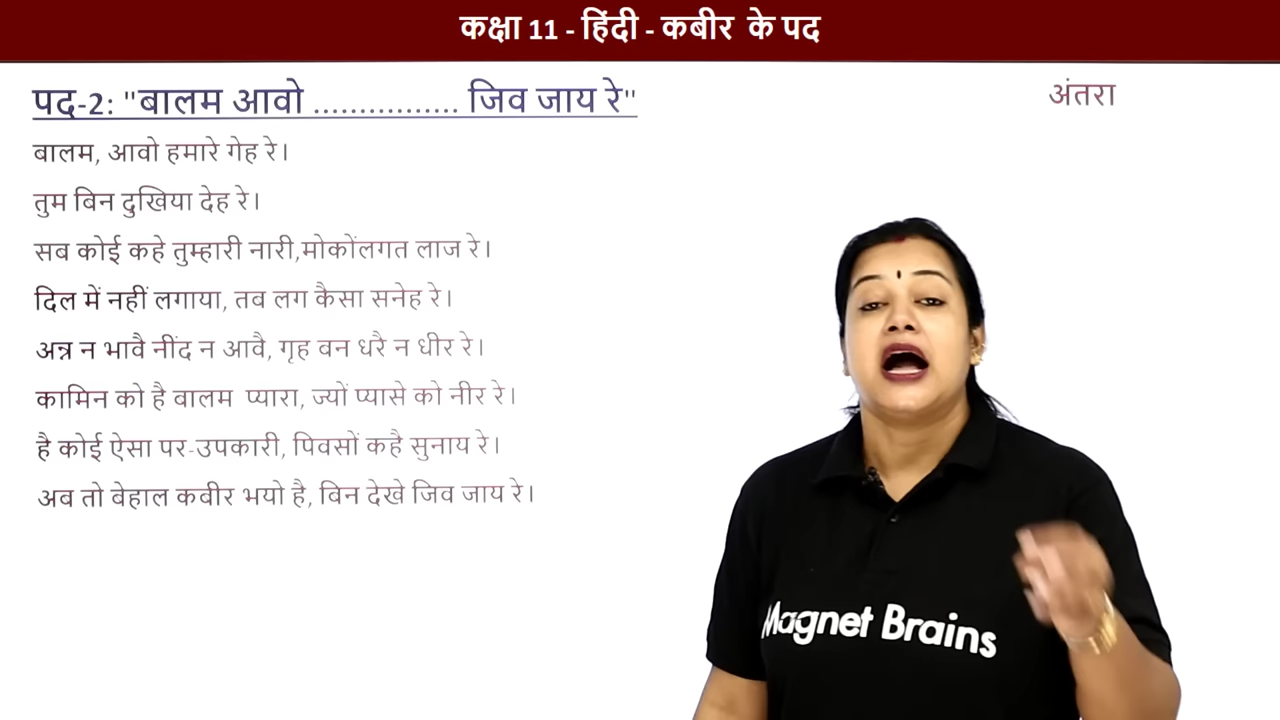 कक्षा 11 - हिंदी - कबीर के पद
पद-2: "बालम आवो ................ जिव जाय रे"
अंतरा
बालम, आवो हमारे गेह रे।
तुम बिन दुखिया देह रे।
सब कोई कहे तुम्हारी नारी,मोकोंलगत लाज रे।
दिल में नहीं लगाया, तब लग कैसा सनेह रे।
अन्न न भावै नींद न आवै, गृह वन धरै न धीर रे।
कामिन को है बालम प्यारा, ज्यों प्यासे को नीर रे।
है कोई ऐसा पर-उपकारी, पिवसों कहै सुनाय रे।
अब तो बेहाल कबीर भयो है, बिन देखे जिव जाय रे।
Magnet Brains